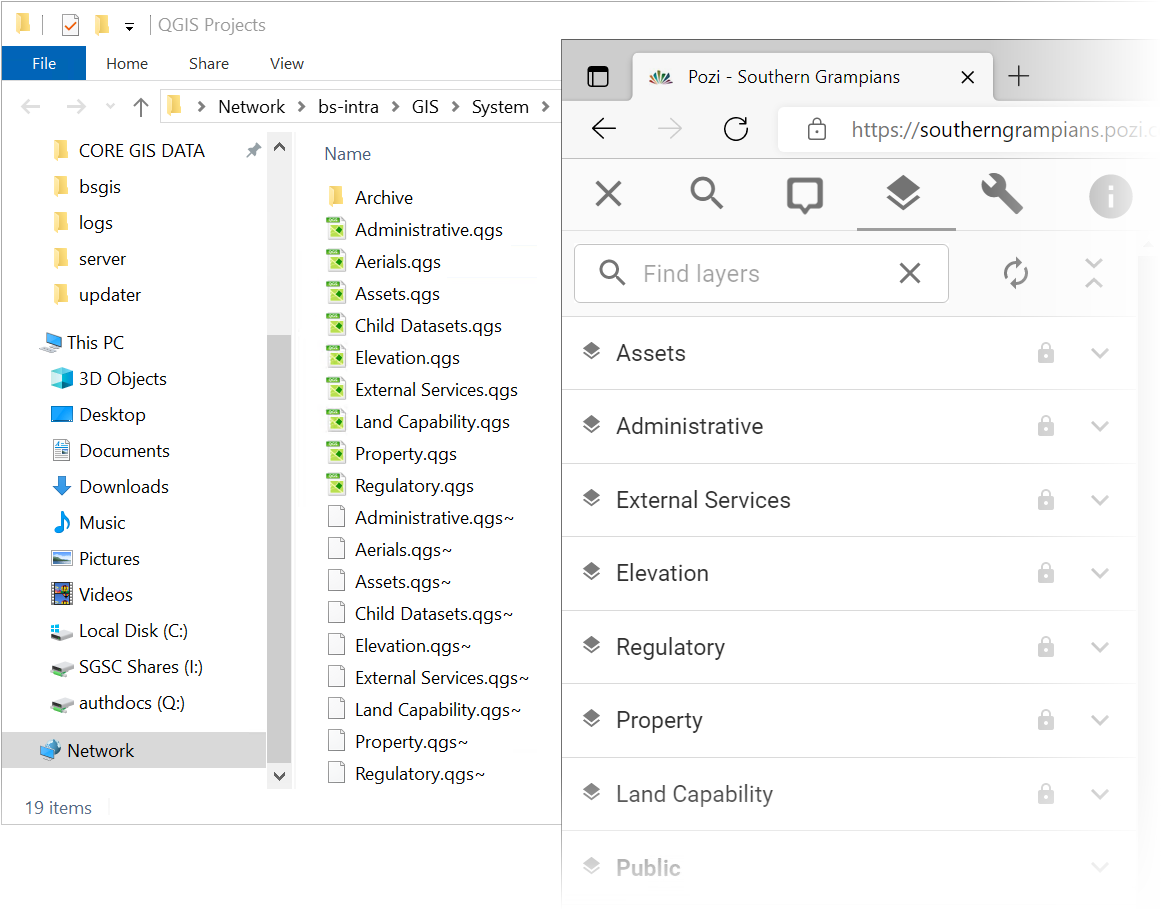 QGIS Projects
File Home Share View
Network bs-intra GIS System
CORE GIS DATA
bsgis
logs
server
updater
This PC
3D Objects
Desktop
Documents
Downloads
Music
Pictures
Videos
Local Disk (C:)
SGSC Shares (I:)
authdocs (Q:)
Network
19 items
Name
Archive
Administrative.qgs
Aerials.qgs
Assets.qgs
Child Datasets.qgs
Elevation.qgs
External Services.qgs
Land Capability.qgs
Property.qgs
Regulatory.qgs
Administrative.qgs~
Aerials.qgs~
Assets.qgs~
Child Datasets.qgs~
Elevation.qgs~
External Services.qgs~
Land Capability.qgs~
Property.qgs~
Regulatory.qgs~
Pozi - Southern Grampians
https://southerngrampians.pozi.c
Find layers
Assets
Administrative
External Services
Elevation
Regulatory
Property
Land Capability
Public